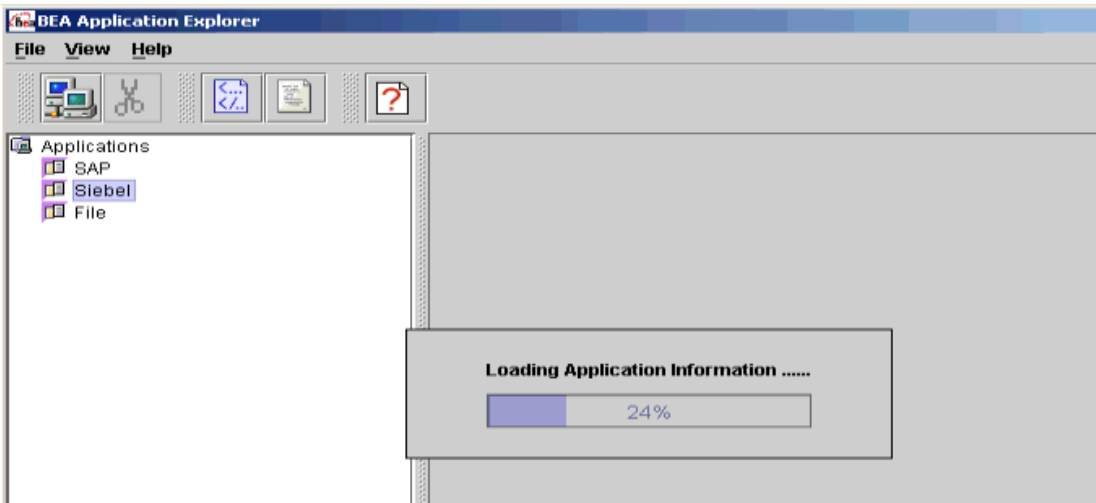 BEA Application Explorer
File View Help
<...
</..
?
Applications
SAP
Siebel
File
Loading Application Information ......
24%